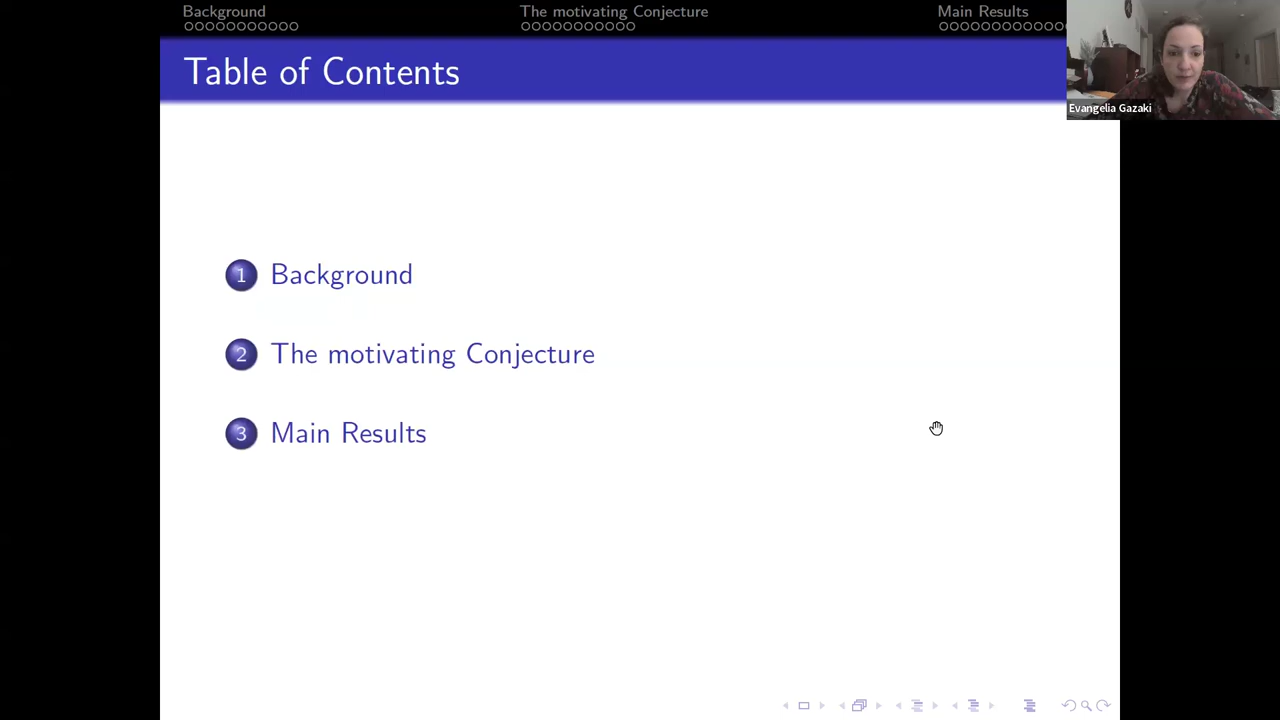 Background
The motivating Conjecture
Main Results
Table of Contents
Evangelia Gazaki
1 Background
2 The motivating Conjecture
3 Main Results